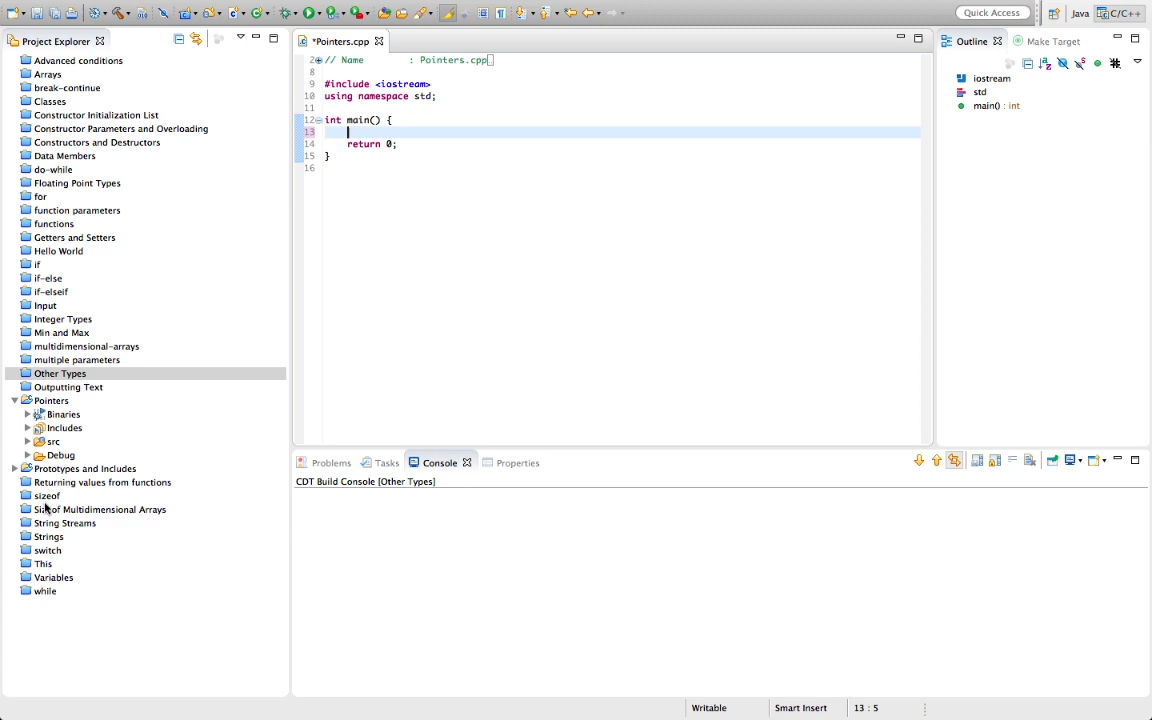 Quick Access
Java
C/C++
Project Explorer
*Pointers.cpp
Outline
Make Target
Advanced conditions
Arrays
break-continue
Classes
Constructor Initialization List
Constructor Parameters and Overloading
Constructors and Destructors
Data Members
do-while
Floating Point Types
for
function parameters
functions
Getters and Setters
Hello World
if
if-else
if-elseif
Input
Integer Types
Min and Max
multidimensional-arrays
multiple parameters
Other Types
Outputting Text
Pointers
Binaries
Includes
src
Debug
Prototypes and Includes
Returning values from functions
sizeof
Sizeof Multidimensional Arrays
String Streams
Strings
switch
This
Variables
while
2 // Name : Pointers.cpp
8
9 #include <iostream>
10 using namespace std;
11
12 int main() {
13
14 return 0;
15 }
16
iostream
std
main() : int
Problems
Tasks
Console
Properties
CDT Build Console [Other Types]
Writable
Smart Insert
13 : 5